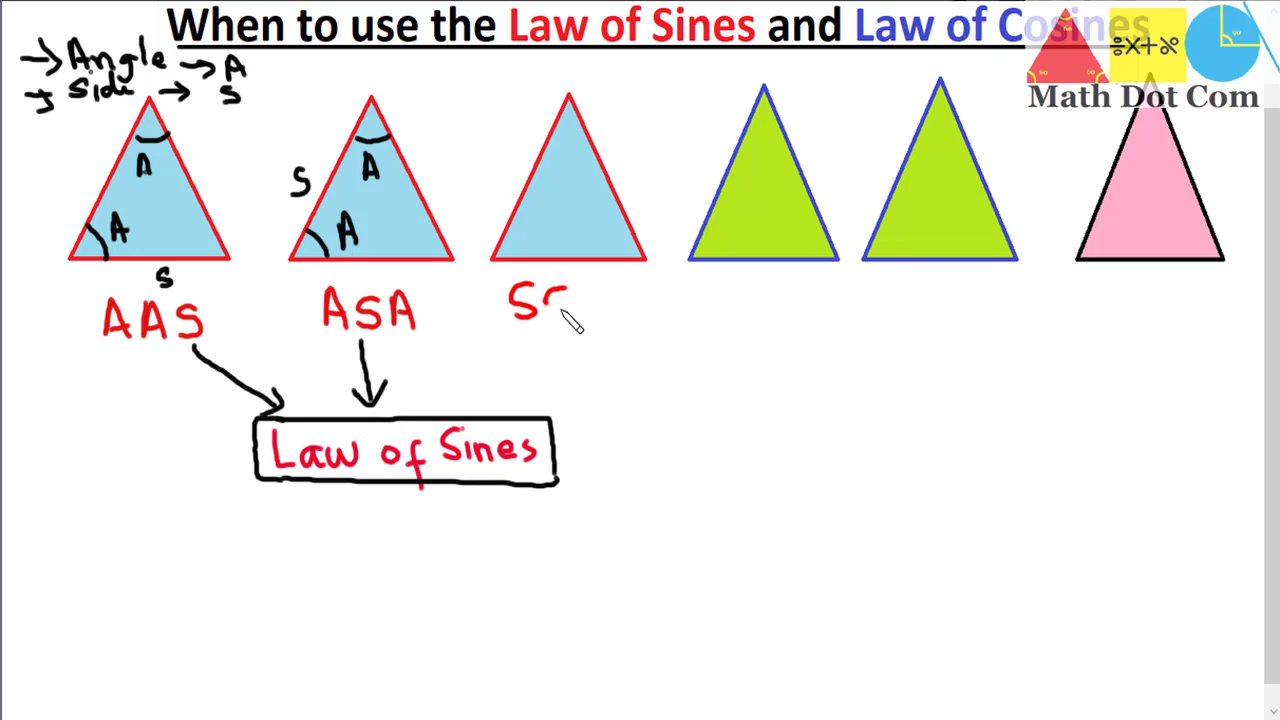 When to use the Law of Sines and Law of Cosines
→ Angle → A
→ Side → S
÷×+%
Math Dot Com
A
A
S
S
A
A
AAS
ASA
S
Law of Sines